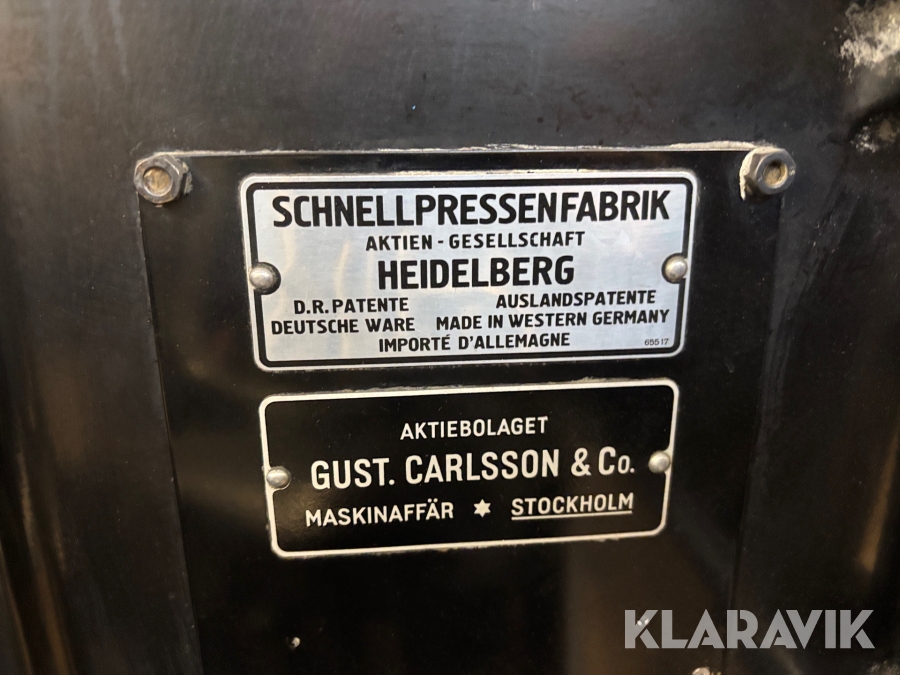 SCHNELLPRESSENFABRIK
AKTIEN - GESELLSCHAFT
HEIDELBERG
D.R. PATENTE AUSLANDSPATENTE
DEUTSCHE WARE MADE IN WESTERN GERMANY
IMPORTÉ D'ALLEMAGNE 65517
AKTIEBOLAGET
GUST. CARLSSON & Co.
MASKINAFFÄR ✶ STOCKHOLM
KLARAVIK